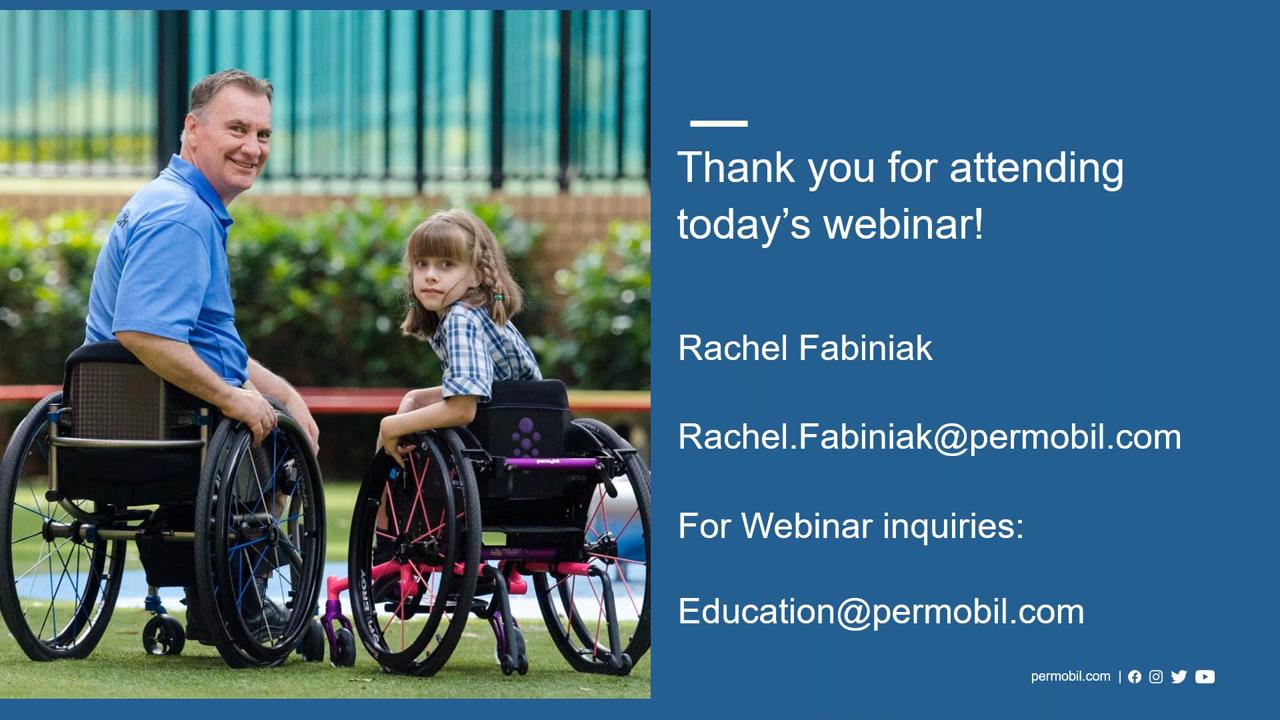 Thank you for attending
today’s webinar!
Rachel Fabiniak
Rachel.Fabiniak@permobil.com
For Webinar inquiries:
Education@permobil.com
permobil.com |
permobil